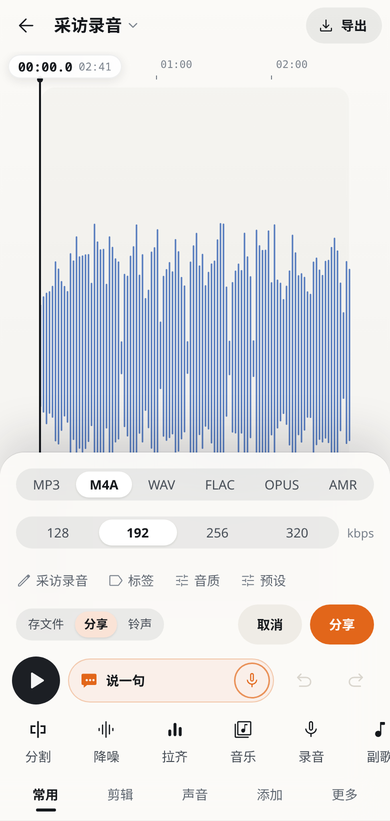 采访录音
导出
00:00.0 02:41 01:00 02:00
MP3 M4A WAV FLAC OPUS AMR
128 192 256 320 kbps
采访录音 标签 音质 预设
存文件 分享 铃声 取消 分享
说一句
分割 降噪 拉齐 音乐 录音 副歌
常用 剪辑 声音 添加 更多